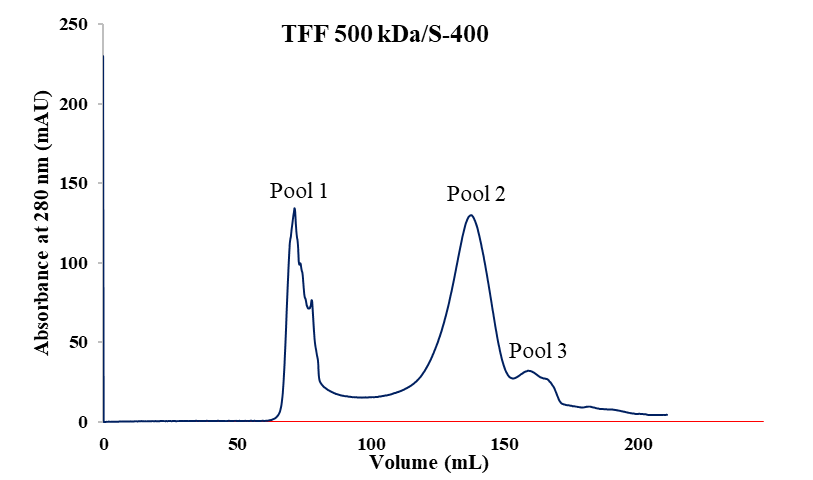 TFF 500 kDa/S-400
250
200
150
100
50
0
Absorbance at 280 nm (mAU)
Pool 1
Pool 2
Pool 3
0 50 100 150 200
Volume (mL)